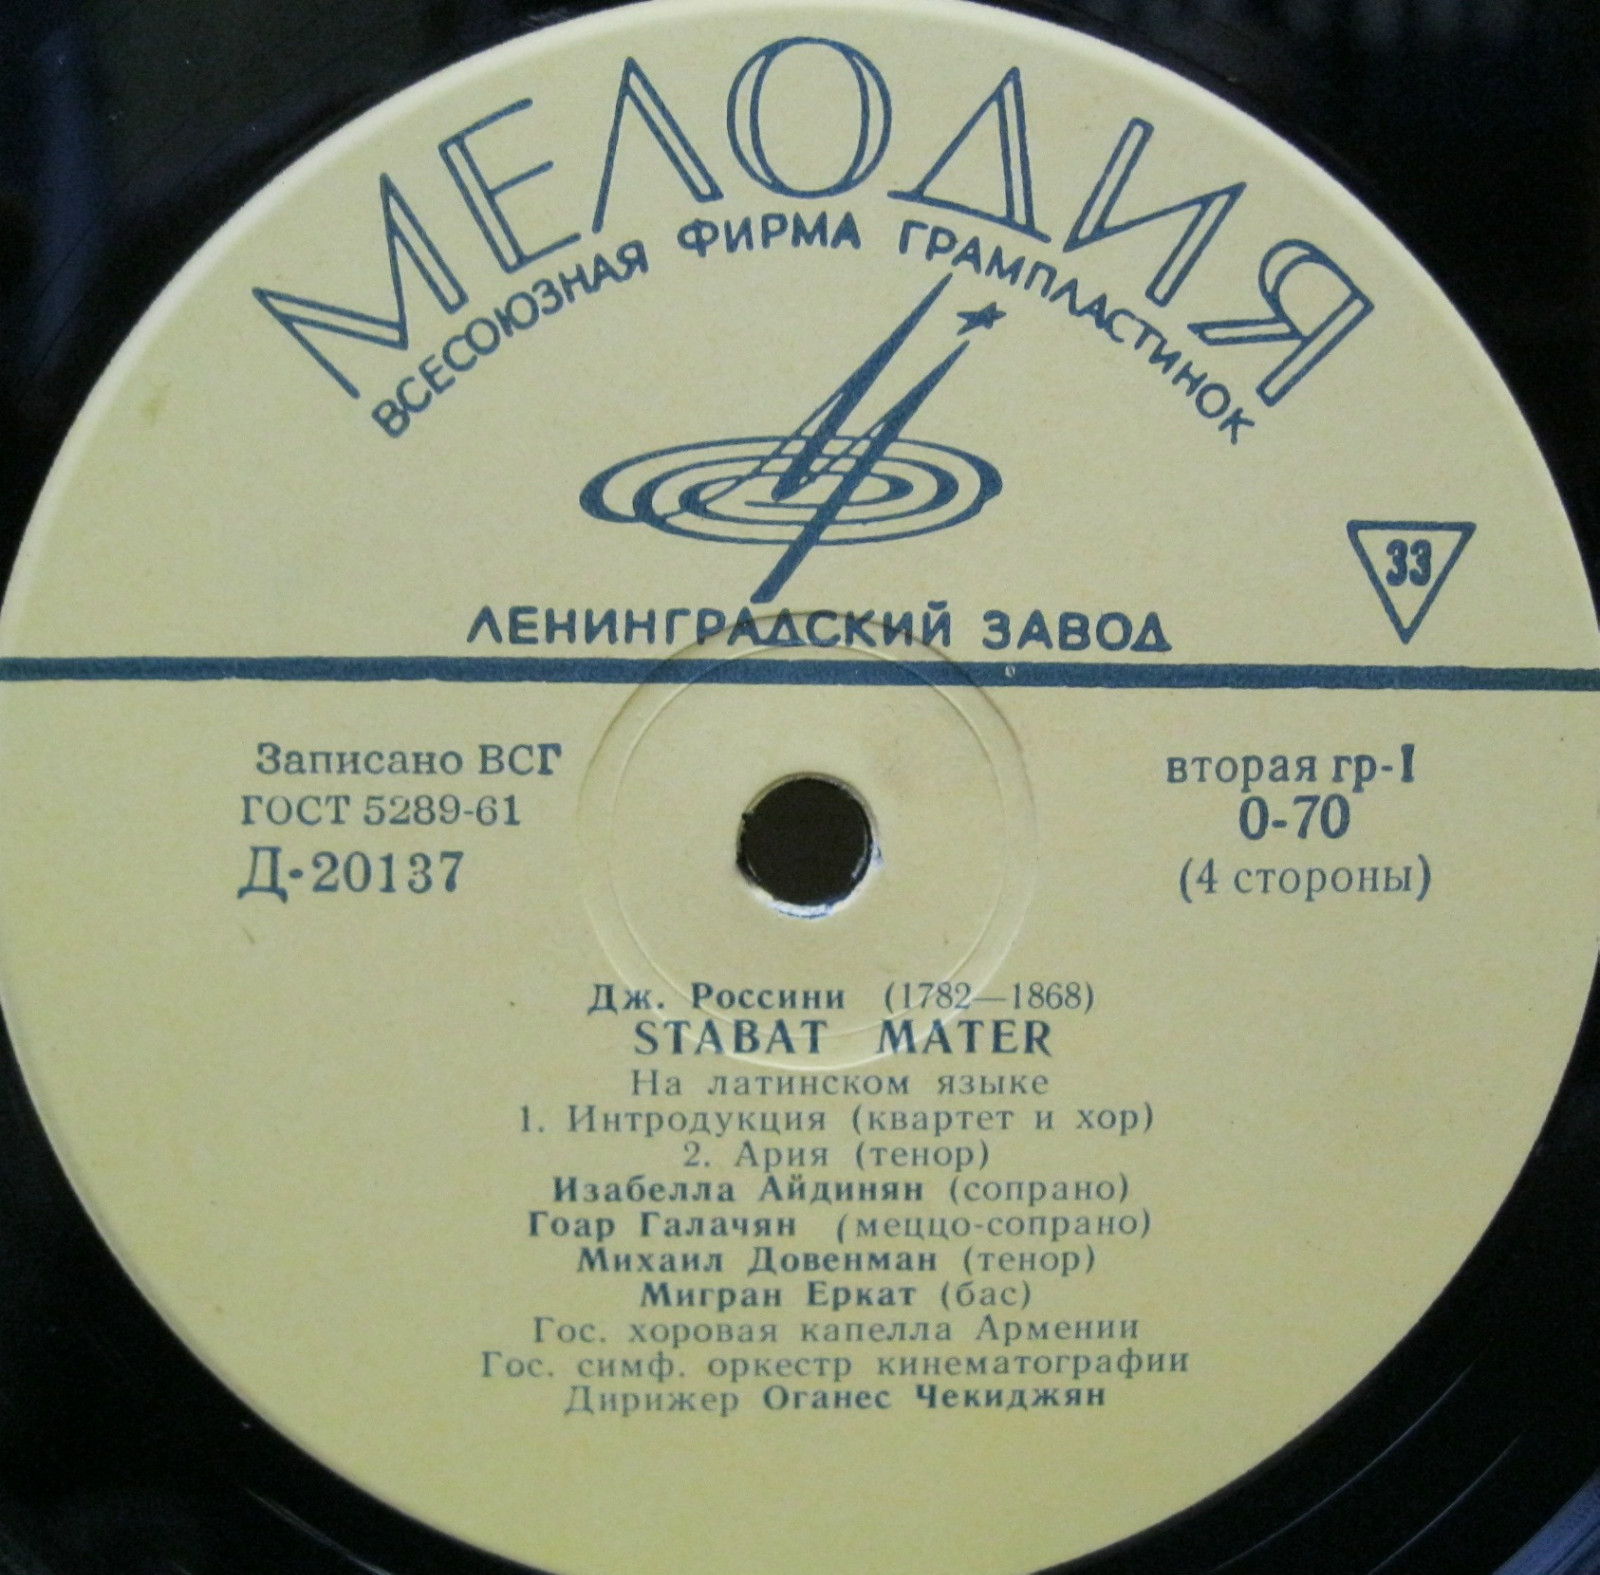 МЕЛОДИЯ
ВСЕСОЮЗНАЯ ФИРМА ГРАМПЛАСТИНОК
33
ЛЕНИНГРАДСКИЙ ЗАВОД
Записано ВСГ
ГОСТ 5289-61
Д-20137
вторая гр-I
0-70
(4 стороны)
Дж. Россини (1782—1868)
STABAT MATER
На латинском языке
1. Интродукция (квартет и хор)
2. Ария (тенор)
Изабелла Айдинян (сопрано)
Гоар Галачян (меццо-сопрано)
Михаил Довенман (тенор)
Мигран Еркат (бас)
Гос. хоровая капелла Армении
Гос. симф. оркестр кинематографии
Дирижер Оганес Чекиджян